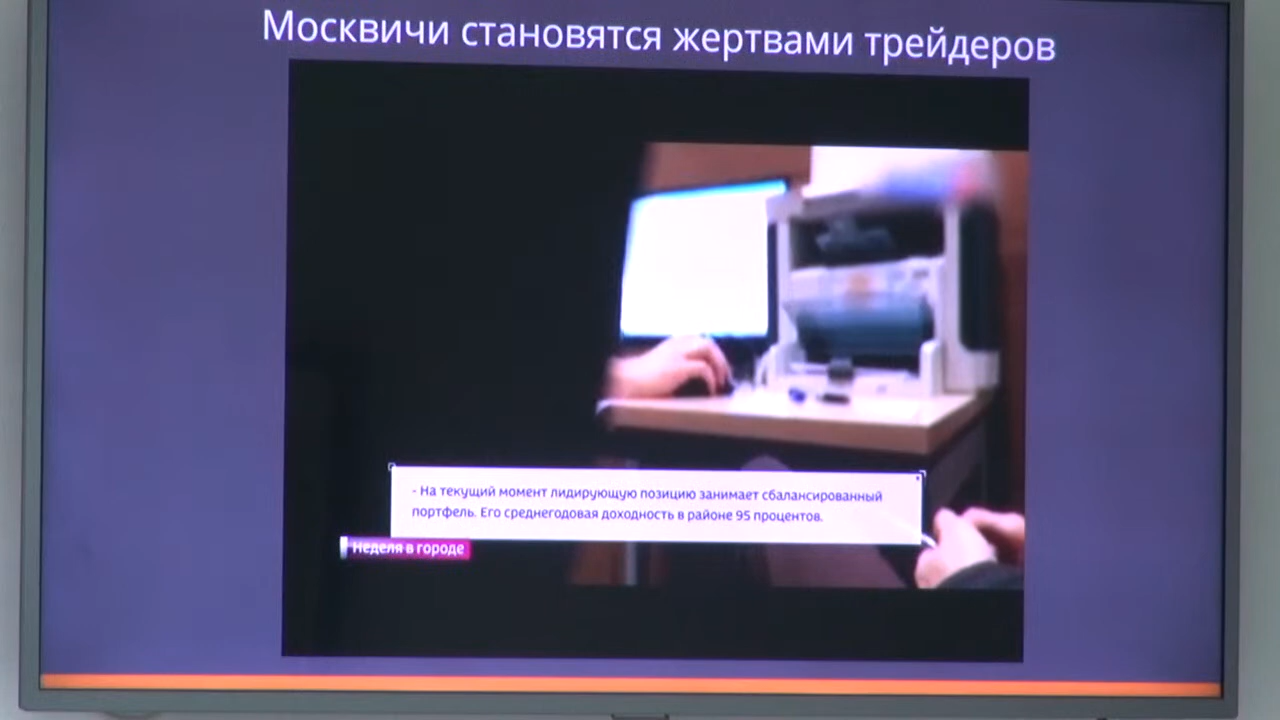 Москвичи становятся жертвами трейдеров
- На текущий момент лидирующую позицию занимает сбалансированный
портфель. Его среднегодовая доходность в районе 95 процентов.
Неделя в городе